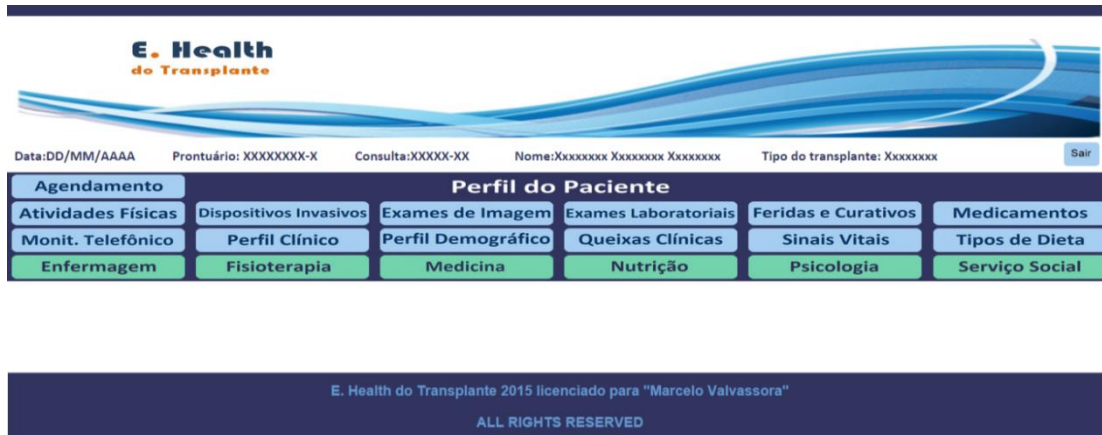 E. Health
do Transplante
Data:DD/MM/AAAA Prontuário: XXXXXXXX-X Consulta:XXXXX-XX Nome:Xxxxxxxx Xxxxxxxx Xxxxxxxx Tipo do transplante: Xxxxxxxx Sair
Agendamento Perfil do Paciente
Atividades Físicas Dispositivos Invasivos Exames de Imagem Exames Laboratoriais Feridas e Curativos Medicamentos
Monit. Telefônico Perfil Clínico Perfil Demográfico Queixas Clínicas Sinais Vitais Tipos de Dieta
Enfermagem Fisioterapia Medicina Nutrição Psicologia Serviço Social
E. Health do Transplante 2015 licenciado para "Marcelo Valvassora"
ALL RIGHTS RESERVED